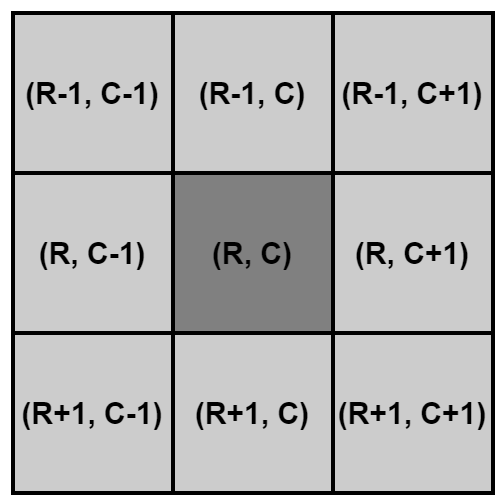 (R-1, C-1) (R-1, C) (R-1, C+1)
(R, C-1) (R, C) (R, C+1)
(R+1, C-1) (R+1, C) (R+1, C+1)